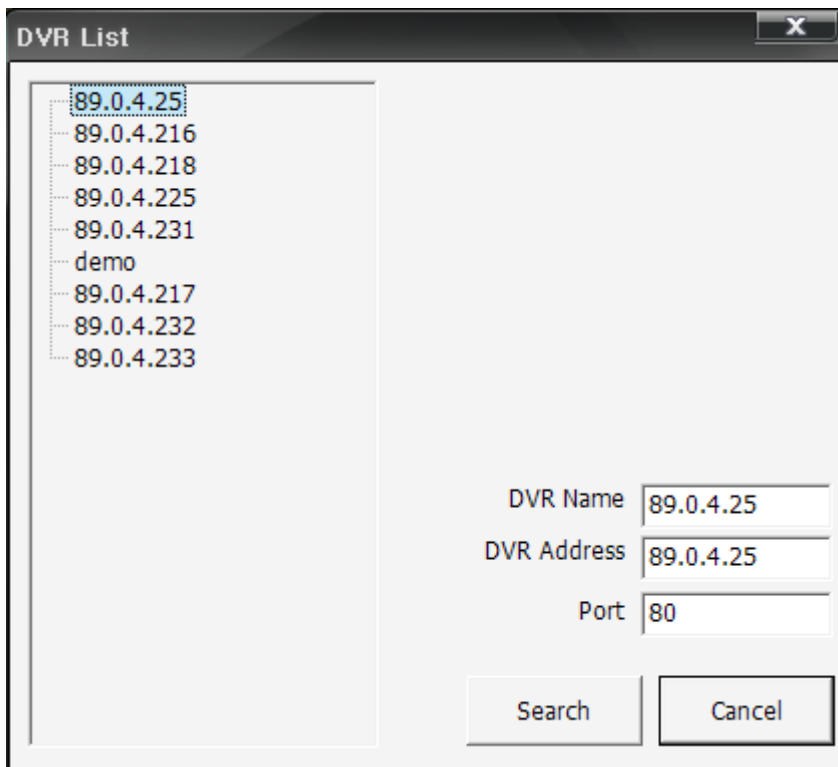 DVR List
X
89.0.4.25
89.0.4.216
89.0.4.218
89.0.4.225
89.0.4.231
demo
89.0.4.217
89.0.4.232
89.0.4.233
DVR Name 89.0.4.25
DVR Address 89.0.4.25
Port 80
Search Cancel